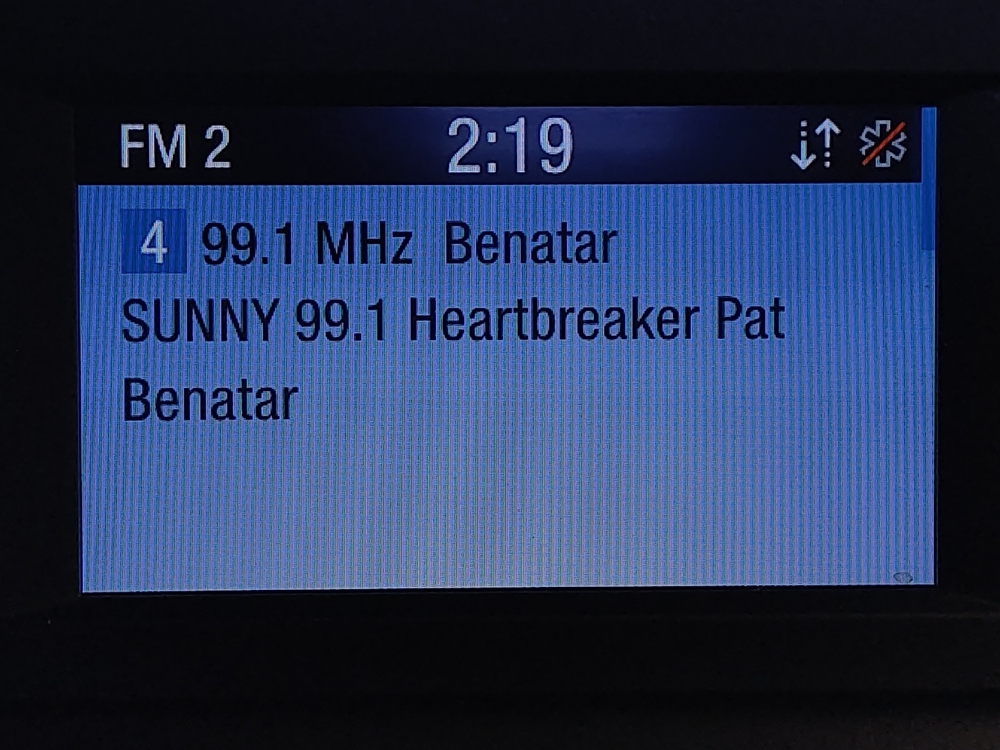 FM 2 2:19
4 99.1 MHz Benatar
SUNNY 99.1 Heartbreaker Pat
Benatar